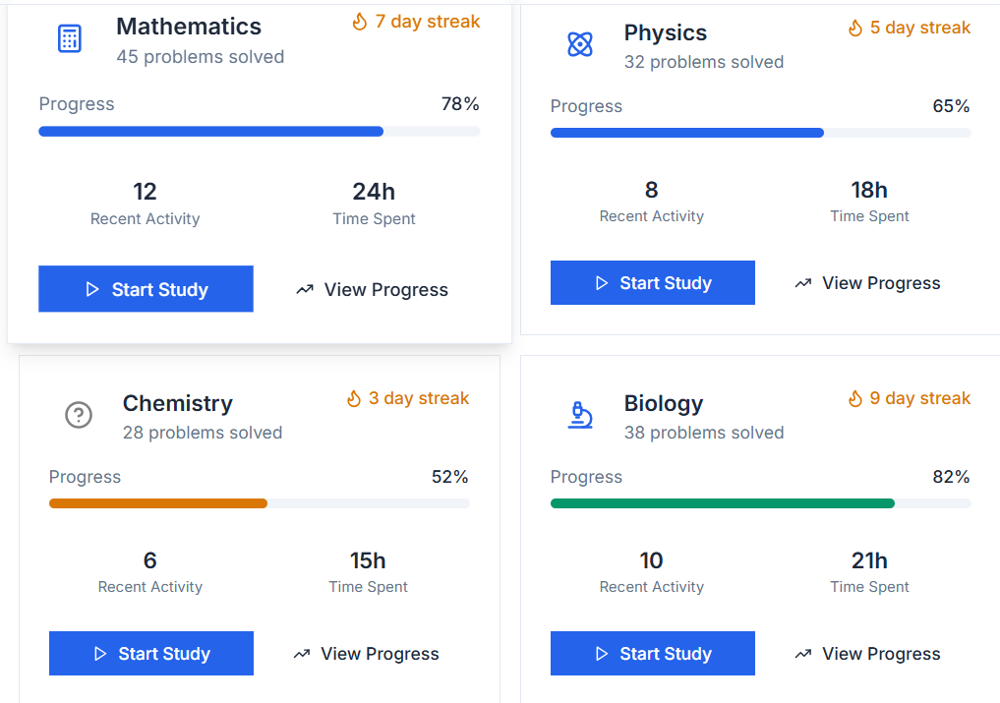 Mathematics
7 day streak
45 problems solved
Progress
78%
12
24h
Recent Activity
Time Spent
Start Study
View Progress
Physics
5 day streak
32 problems solved
Progress
65%
8
18h
Recent Activity
Time Spent
Start Study
View Progress
Chemistry
3 day streak
28 problems solved
Progress
52%
6
15h
Recent Activity
Time Spent
Start Study
View Progress
Biology
9 day streak
38 problems solved
Progress
82%
10
21h
Recent Activity
Time Spent
Start Study
View Progress